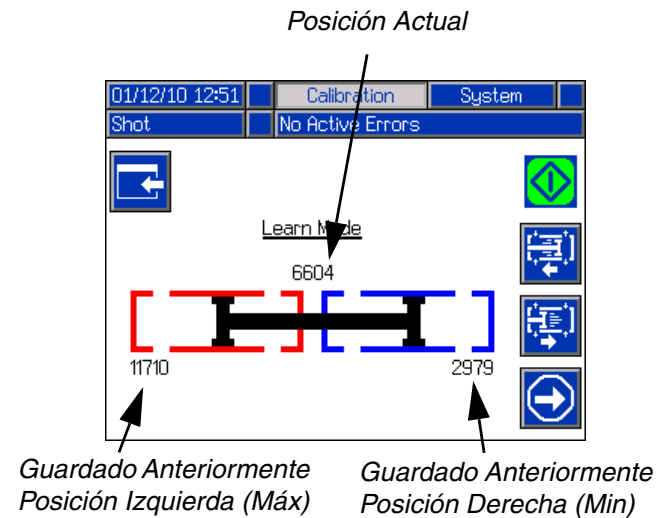 Posición Actual
01/12/10 12:51 Calibration System
Shot No Active Errors
Learn Mode
6604
11710 2979
Guardado Anteriormente
Posición Izquierda (Máx)
Guardado Anteriormente
Posición Derecha (Min)